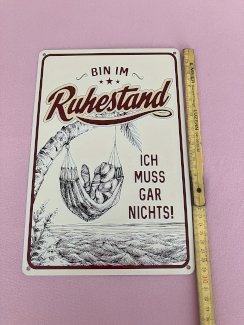 BIN IM
Ruhestand
ICH
MUSS
GAR
NICHTS!